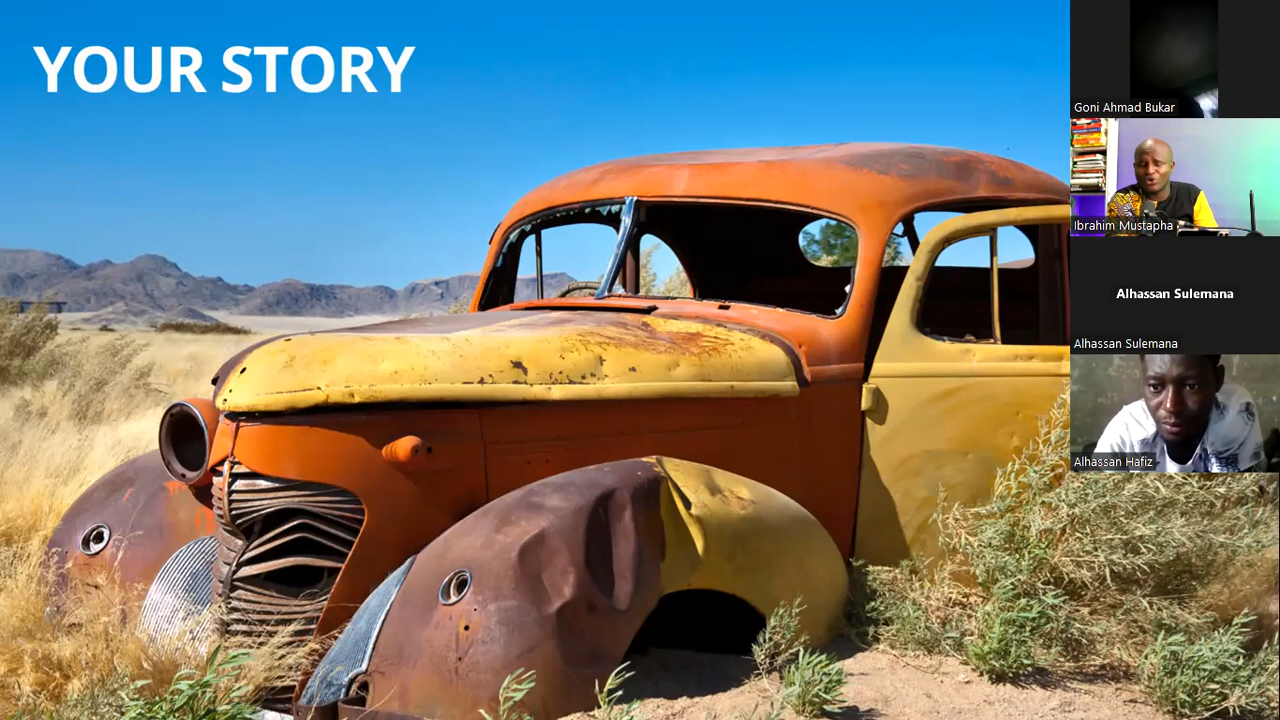 YOUR STORY
Goni Ahmad Bukar
Ibrahim Mustapha
Alhassan Sulemana
Alhassan Sulemana
Alhassan Hafiz